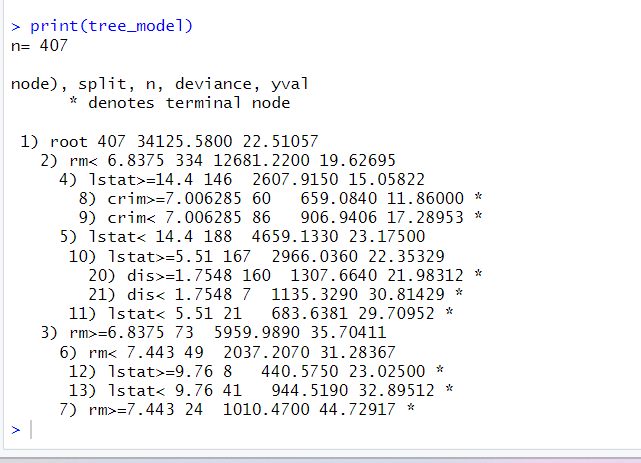 > print(tree_model)
n= 407
node), split, n, deviance, yval
* denotes terminal node
1) root 407 34125.5800 22.51057
2) rm< 6.8375 334 12681.2200 19.62695
4) lstat>=14.4 146 2607.9150 15.05822
8) crim>=7.006285 60 659.0840 11.86000 *
9) crim< 7.006285 86 906.9406 17.28953 *
5) lstat< 14.4 188 4659.1330 23.17500
10) lstat>=5.51 167 2966.0360 22.35329
20) dis>=1.7548 160 1307.6640 21.98312 *
21) dis< 1.7548 7 1135.3290 30.81429 *
11) lstat< 5.51 21 683.6381 29.70952 *
3) rm>=6.8375 73 5959.9890 35.70411
6) rm< 7.443 49 2037.2070 31.28367
12) lstat>=9.76 8 440.5750 23.02500 *
13) lstat< 9.76 41 944.5190 32.89512 *
7) rm>=7.443 24 1010.4700 44.72917 *
>